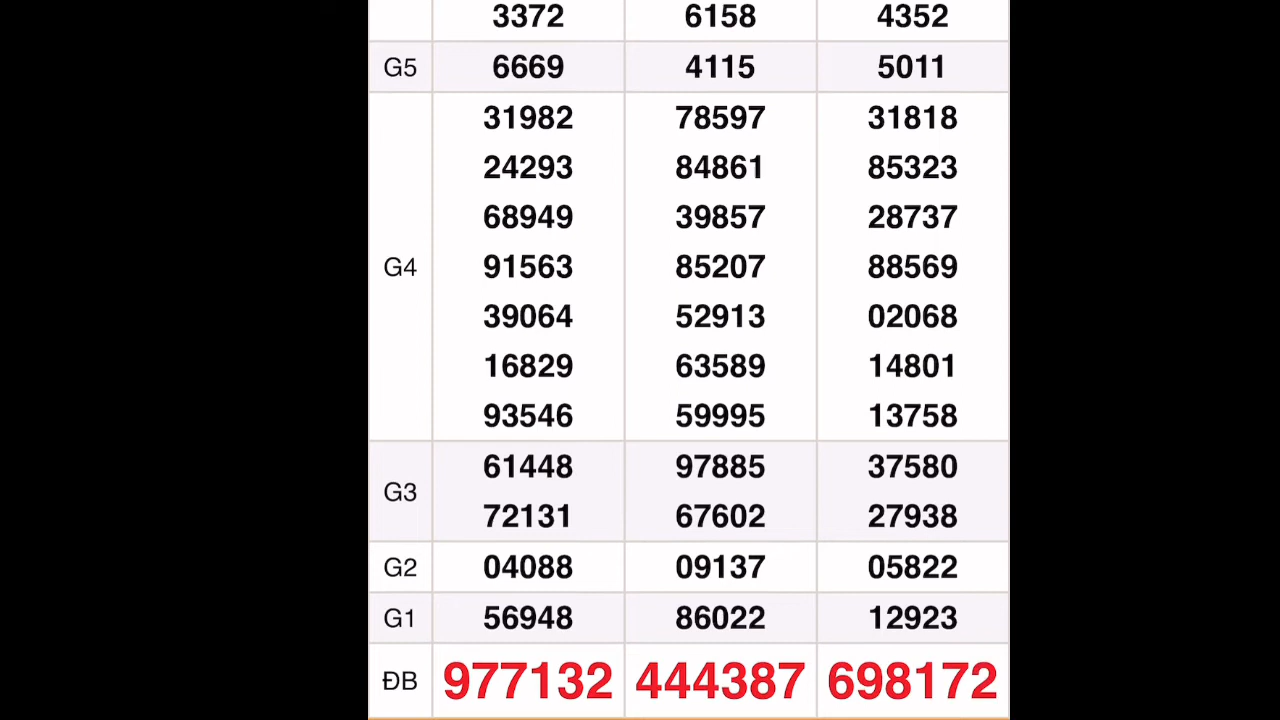 3372 6158 4352
G5 6669 4115 5011
31982 78597 31818
24293 84861 85323
68949 39857 28737
G4 91563 85207 88569
39064 52913 02068
16829 63589 14801
93546 59995 13758
61448 97885 37580
G3
72131 67602 27938
G2 04088 09137 05822
G1 56948 86022 12923
ĐB 977132 444387 698172